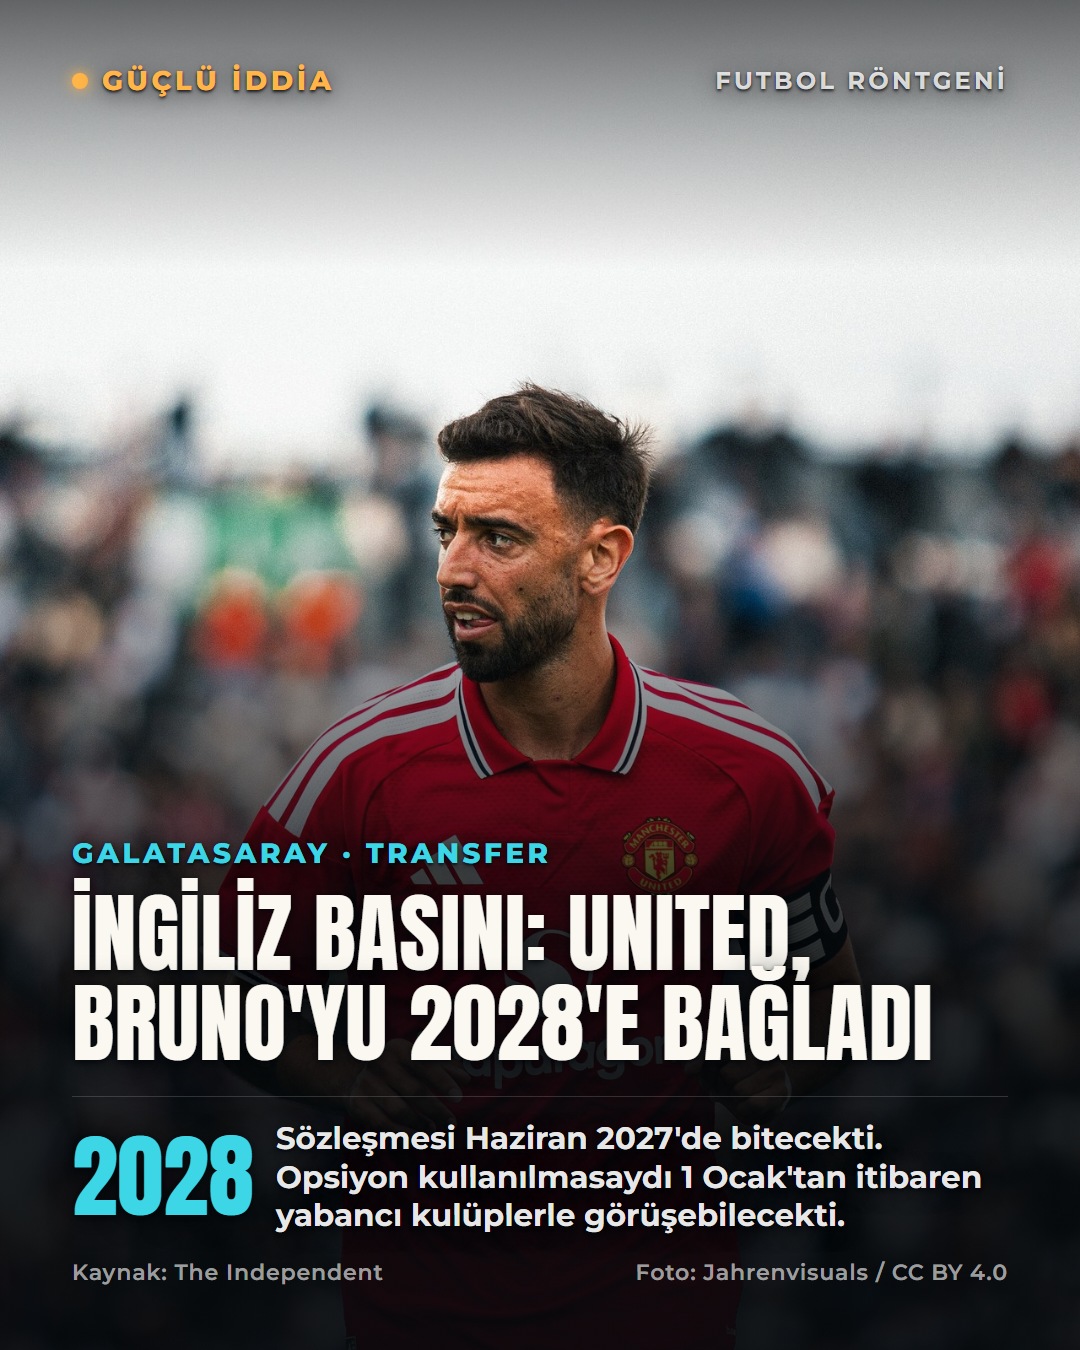 GÜÇLÜ İDDİA
FUTBOL RÖNTGENİ
MANCHESTER
UNITED
GALATASARAY · TRANSFER
İNGİLİZ BASINI: UNITED,
BRUNO'YU 2028'E BAĞLADI
2028
Sözleşmesi Haziran 2027'de bitecekti.
Opsiyon kullanılmasaydı 1 Ocak'tan itibaren
yabancı kulüplerle görüşebilecekti.
Kaynak: The Independent
Foto: Jahrenvisuals / CC BY 4.0